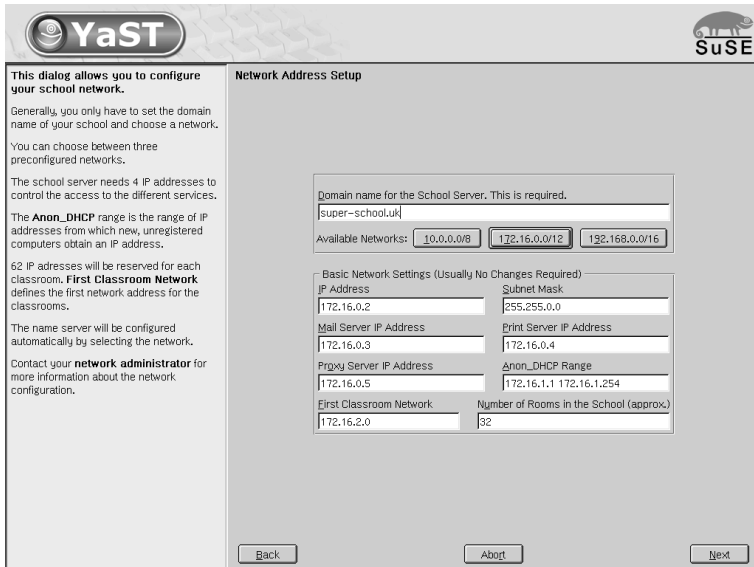 YaST
SuSE
This dialog allows you to configure
your school network.
Generally, you only have to set the domain
name of your school and choose a network.
You can choose between three
preconfigured networks.
The school server needs 4 IP addresses to
control the access to the different services.
The Anon_DHCP range is the range of IP
addresses from which new, unregistered
computers obtain an IP address.
62 IP adresses will be reserved for each
classroom. First Classroom Network
defines the first network address for the
classrooms.
The name server will be configured
automatically by selecting the network.
Contact your network administrator for
more information about the network
configuration.
Network Address Setup
Domain name for the School Server. This is required.
super-school.uk
Available Networks: 10.0.0.0/8 172.16.0.0/12 192.168.0.0/16
Basic Network Settings (Usually No Changes Required)
IP Address Subnet Mask
172.16.0.2 255.255.0.0
Mail Server IP Address Print Server IP Address
172.16.0.3 172.16.0.4
Proxy Server IP Address Anon_DHCP Range
172.16.0.5 172.16.1.1 172.16.1.254
First Classroom Network Number of Rooms in the School (approx.)
172.16.2.0 32
Back Abort Next